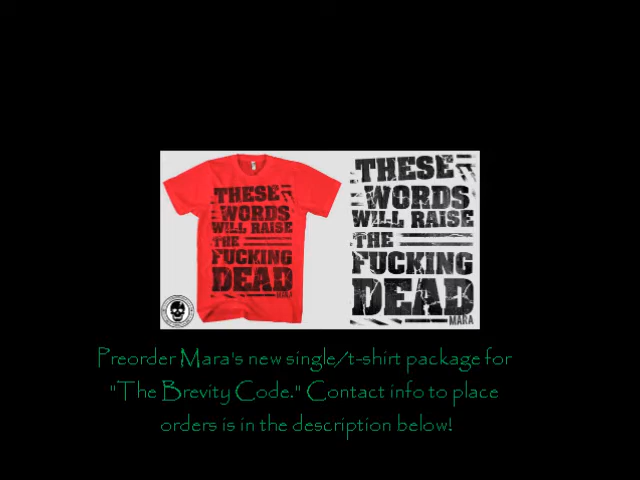 THESE
WORDS
WILL RAISE
THE
FUCKING
DEAD
MARA
THESE
WORDS
WILL RAISE
THE
FUCKING
DEAD
MARA
Preorder Mara's new single/t-shirt package for
"The Brevity Code." Contact info to place
orders is in the description below!